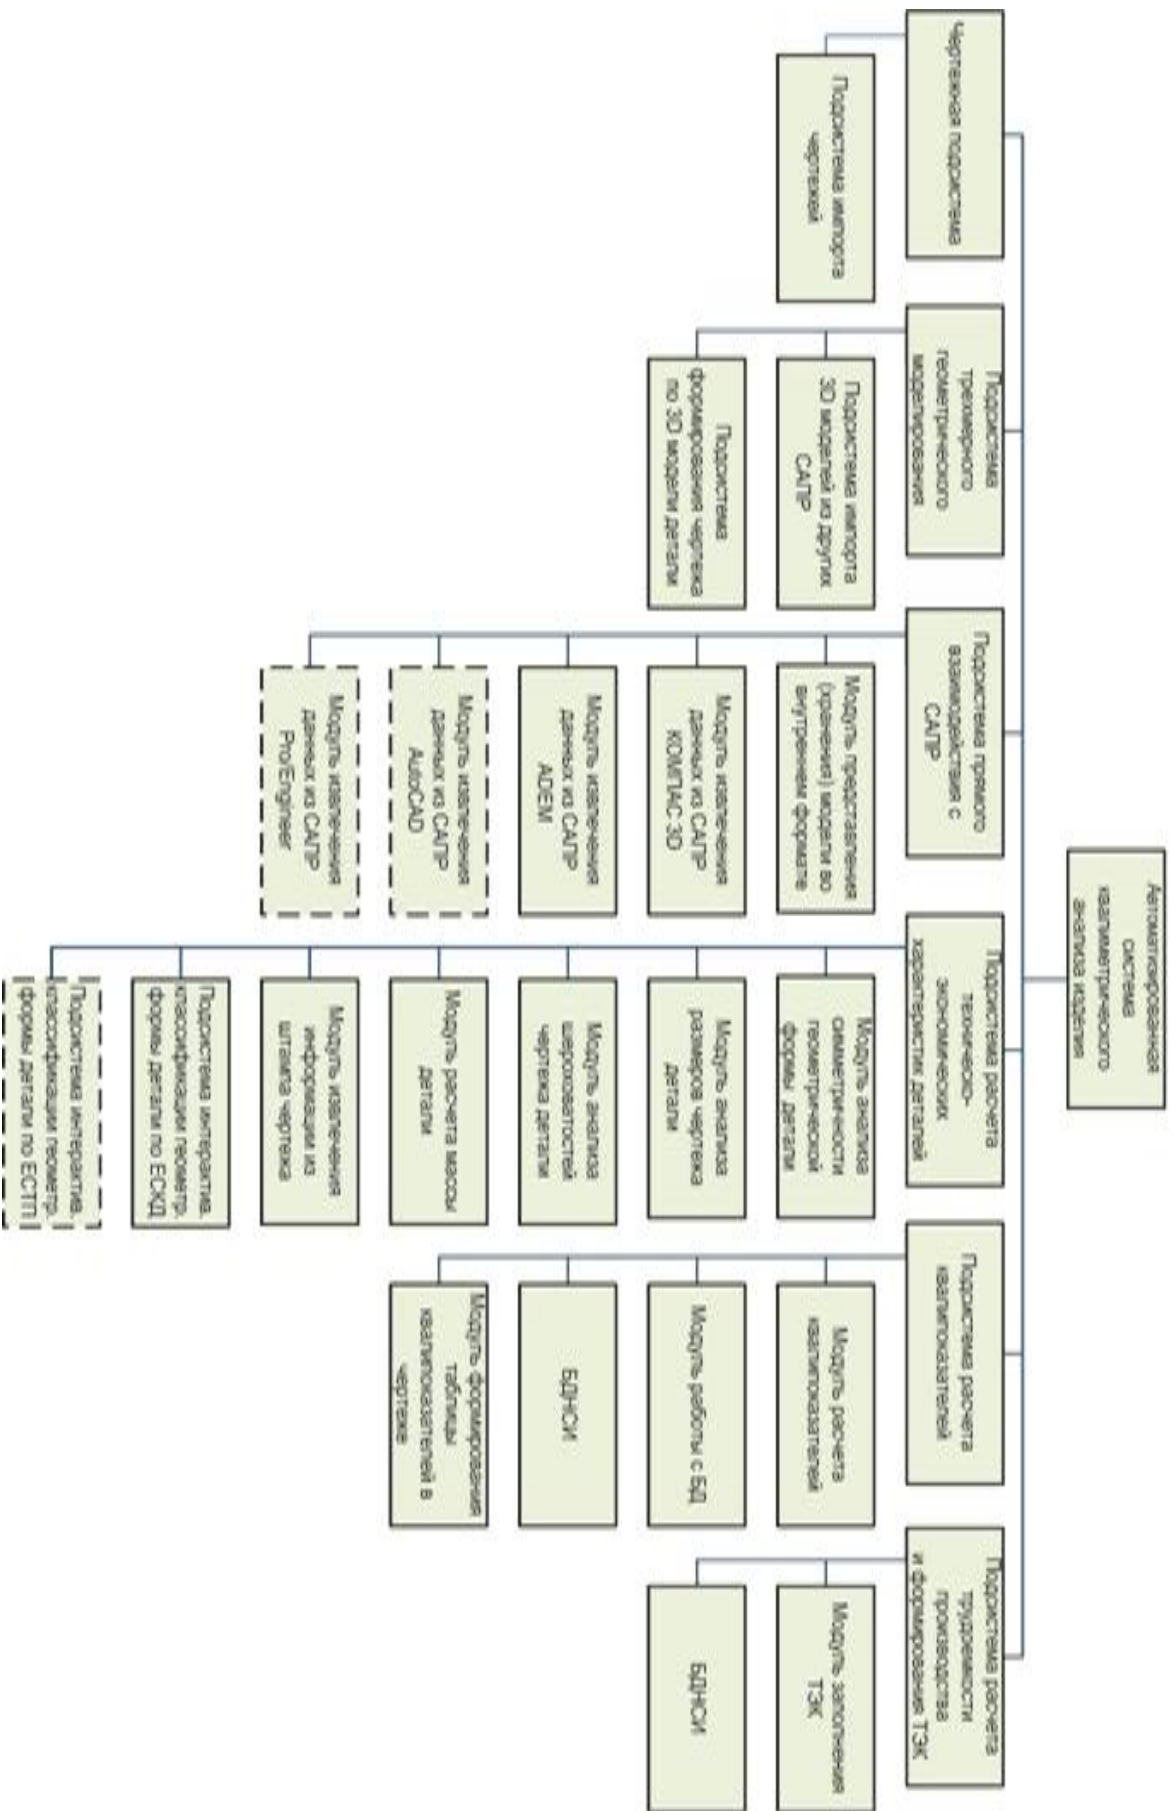 Автоматизированная
система
квалиметрического
анализа изделия
Чертежная подсистема
Подсистема импорта
чертежей
Подсистема
трехмерного
геометрического
моделирования
Подсистема импорта
3D моделей из других
САПР
Подсистема
формирования чертежа
по 3D модели детали
Подсистема прямого
взаимодействия с
САПР
Модуль представления
(хранения) модели во
внутреннем формате
Модуль извлечения
данных из САПР
КОМПАС 3D
Модуль извлечения
данных из САПР
ADEM
Модуль извлечения
данных из САПР
AutoCAD
Модуль извлечения
данных из САПР
Pro/Engineer
Подсистема расчета
техническо-
экономических
характеристик деталей
Модуль анализа
симметричности
геометрической
формы детали
Модуль анализа
размеров чертежа
детали
Модуль анализа
шероховатостей
чертежа детали
Модуль расчета массы
детали
Модуль извлечения
информации из
штампа чертежа
Подсистема интерактив.
классификации геометр.
формы детали по ЕСКД
Подсистема интерактив.
классификации геометр.
формы детали по ЕСТП
Подсистема расчета
квалипоказателей
Модуль расчета
квалипоказателей
Модуль работы с БД
БДНСИ
Модуль формирования
таблицы
квалипоказателей в
чертеже
Подсистема расчета
трудоемкости
производства
и формирования ТЭК
Модуль заполнения
ТЭК
БДНСИ